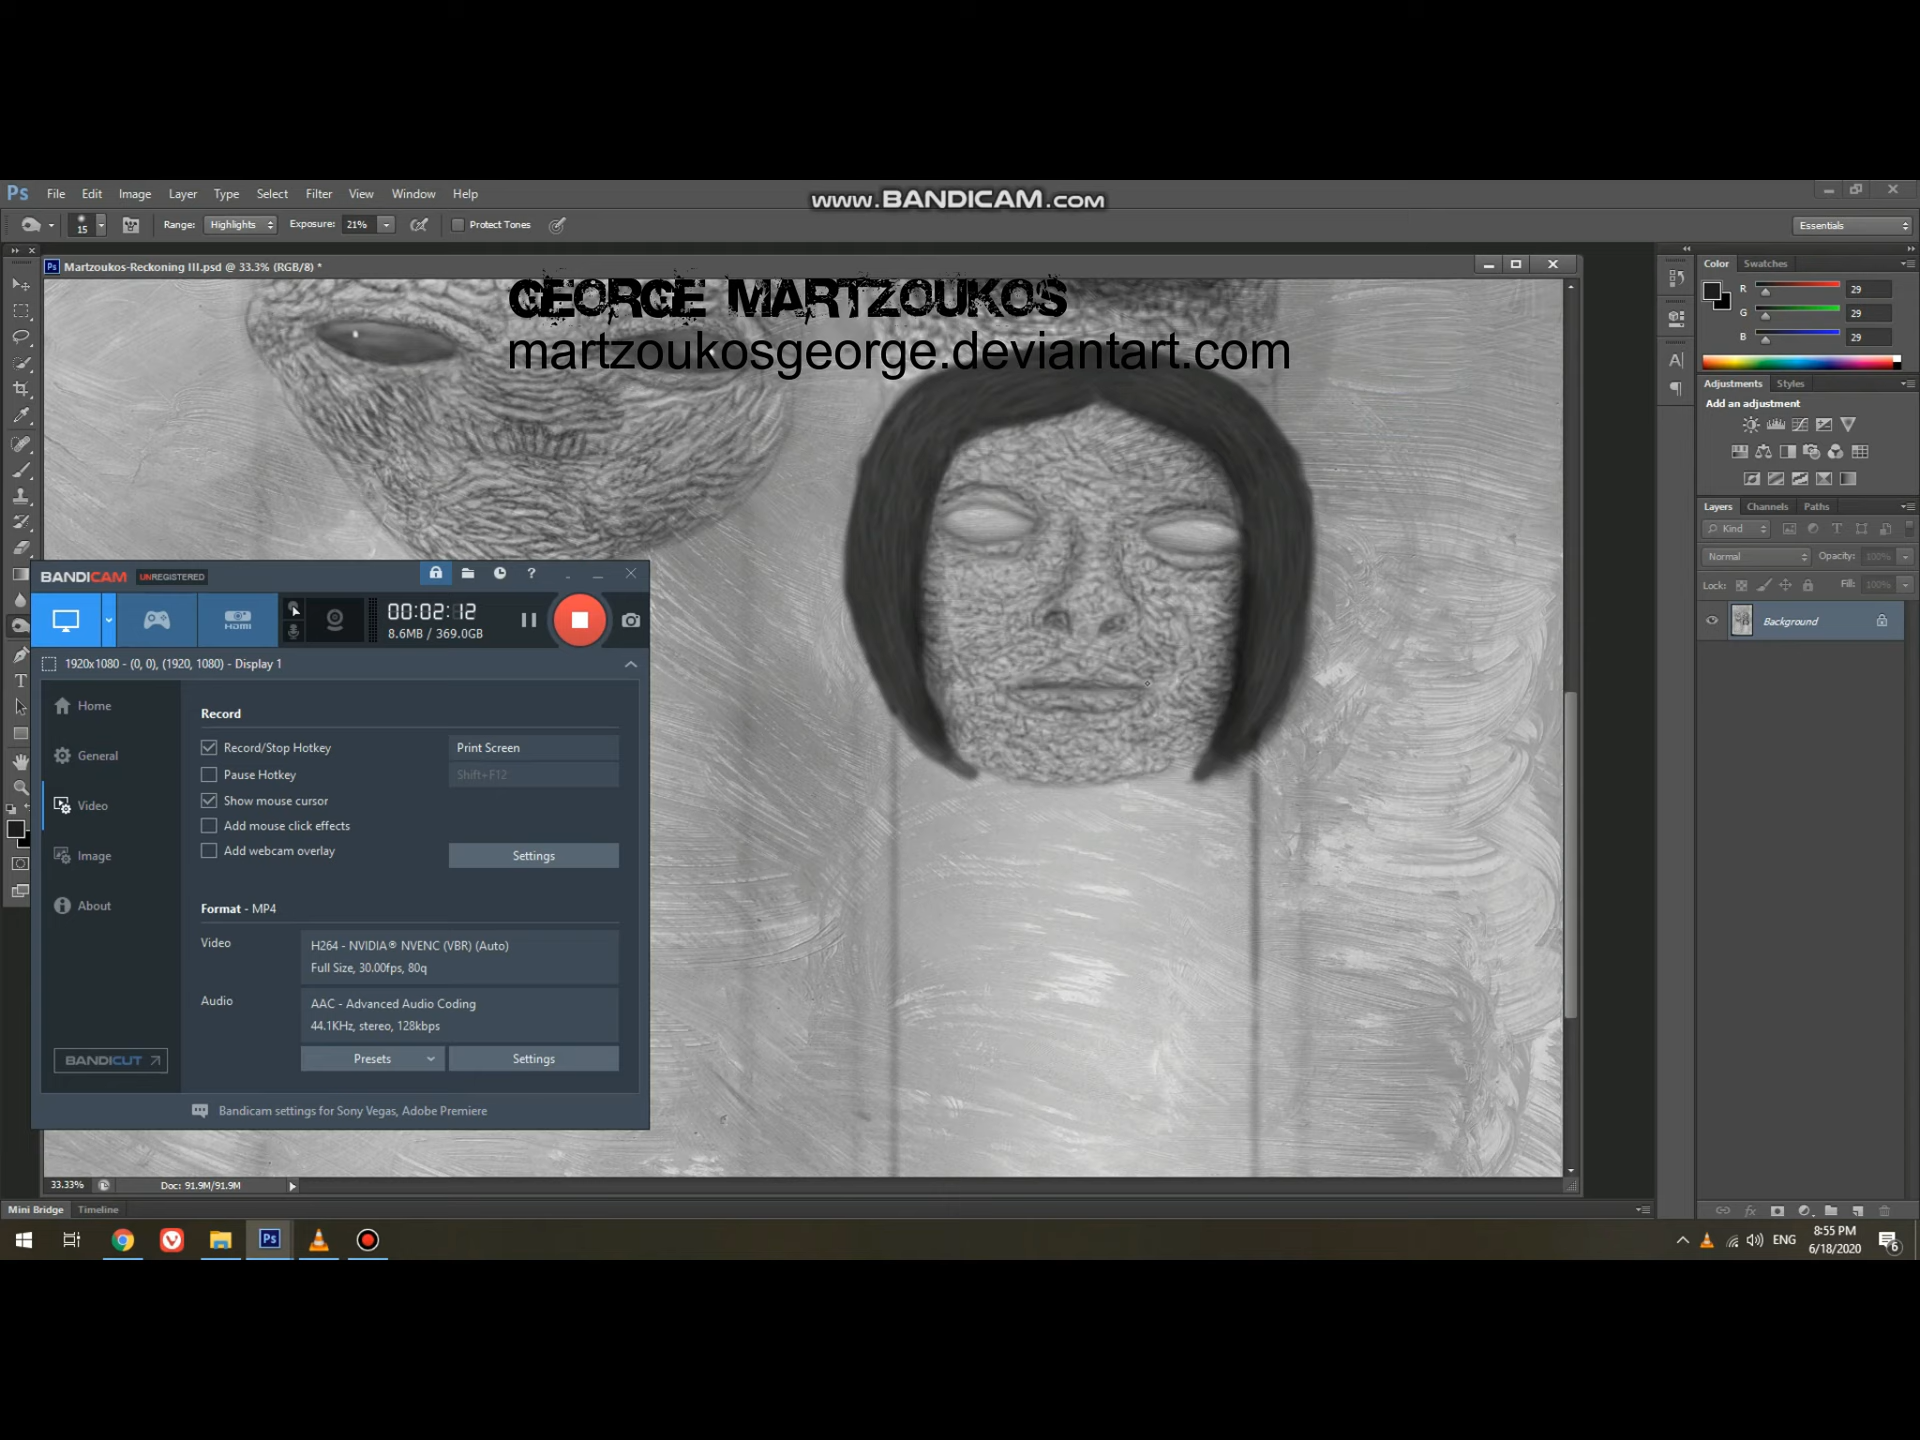 Ps File Edit Image Layer Type Select Filter View Window Help
www.BANDICAM.com
15 Range: Highlights Exposure: 21% Protect Tones Essentials
Ps Martzoukos-Reckoning III.psd @ 33.3% (RGB/8) *
GEORGE MARTZOUKOS
martzoukosgeorge.deviantart.com
Color Swatches
R 29
G 29
B 29
Adjustments Styles
Add an adjustment
Layers Channels Paths
Kind
Normal Opacity: 100%
Lock: Fill: 100%
Background
BANDICAM UNREGISTERED
HDMI
00:02:12
8.6MB / 369.0GB
1920x1080 - (0, 0), (1920, 1080) - Display 1
Home
General
Video
Image
About
BANDICUT
Record
Record/Stop Hotkey Print Screen
Pause Hotkey Shift+F12
Show mouse cursor
Add mouse click effects
Add webcam overlay Settings
Format - MP4
Video H264 - NVIDIA® NVENC (VBR) (Auto)
Full Size, 30.00fps, 80q
Audio AAC - Advanced Audio Coding
44.1KHz, stereo, 128kbps
Presets Settings
Bandicam settings for Sony Vegas, Adobe Premiere
33.33% Doc: 91.9M/91.9M
Mini Bridge Timeline
Ps
ENG
8:55 PM
6/18/2020
6